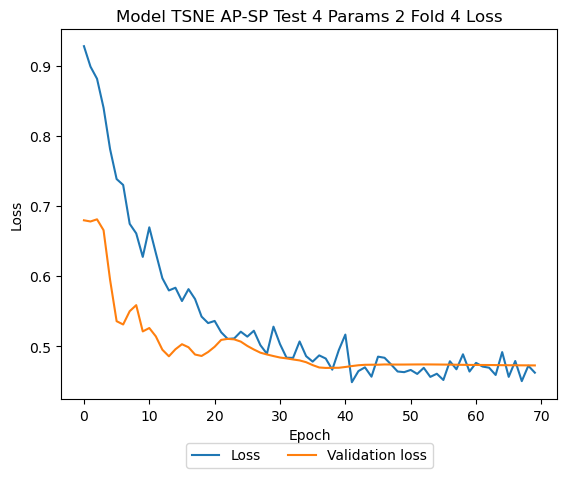 Model TSNE AP-SP Test 4 Params 2 Fold 4 Loss
0.9
0.8
0.7
0.6
0.5
Loss
0 10 20 30 40 50 60 70
Epoch
Loss Validation loss